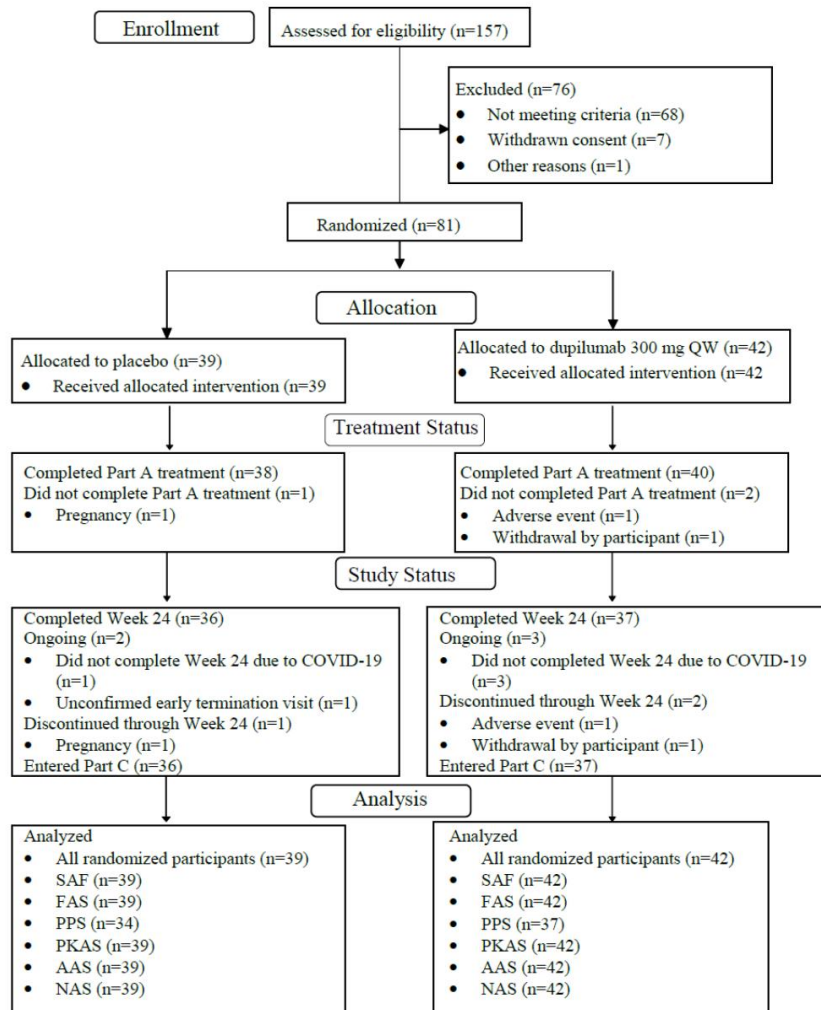 Enrollment
Assessed for eligibility (n=157)
Excluded (n=76)
● Not meeting criteria (n=68)
● Withdrawn consent (n=7)
● Other reasons (n=1)
Randomized (n=81)
Allocation
Allocated to placebo (n=39)
● Received allocated intervention (n=39
Allocated to dupilumab 300 mg QW (n=42)
● Received allocated intervention (n=42
Treatment Status
Completed Part A treatment (n=38)
Did not complete Part A treatment (n=1)
● Pregnancy (n=1)
Completed Part A treatment (n=40)
Did not completed Part A treatment (n=2)
● Adverse event (n=1)
● Withdrawal by participant (n=1)
Study Status
Completed Week 24 (n=36)
Ongoing (n=2)
● Did not complete Week 24 due to COVID-19
(n=1)
● Unconfirmed early termination visit (n=1)
Discontinued through Week 24 (n=1)
● Pregnancy (n=1)
Entered Part C (n=36)
Completed Week 24 (n=37)
Ongoing (n=3)
● Did not completed Week 24 due to COVID-19
(n=3)
Discontinued through Week 24 (n=2)
● Adverse event (n=1)
● Withdrawal by participant (n=1)
Entered Part C (n=37)
Analysis
Analyzed
● All randomized participants (n=39)
● SAF (n=39)
● FAS (n=39)
● PPS (n=34)
● PKAS (n=39)
● AAS (n=39)
● NAS (n=39)
Analyzed
● All randomized participants (n=42)
● SAF (n=42)
● FAS (n=42)
● PPS (n=37)
● PKAS (n=42)
● AAS (n=42)
● NAS (n=42)